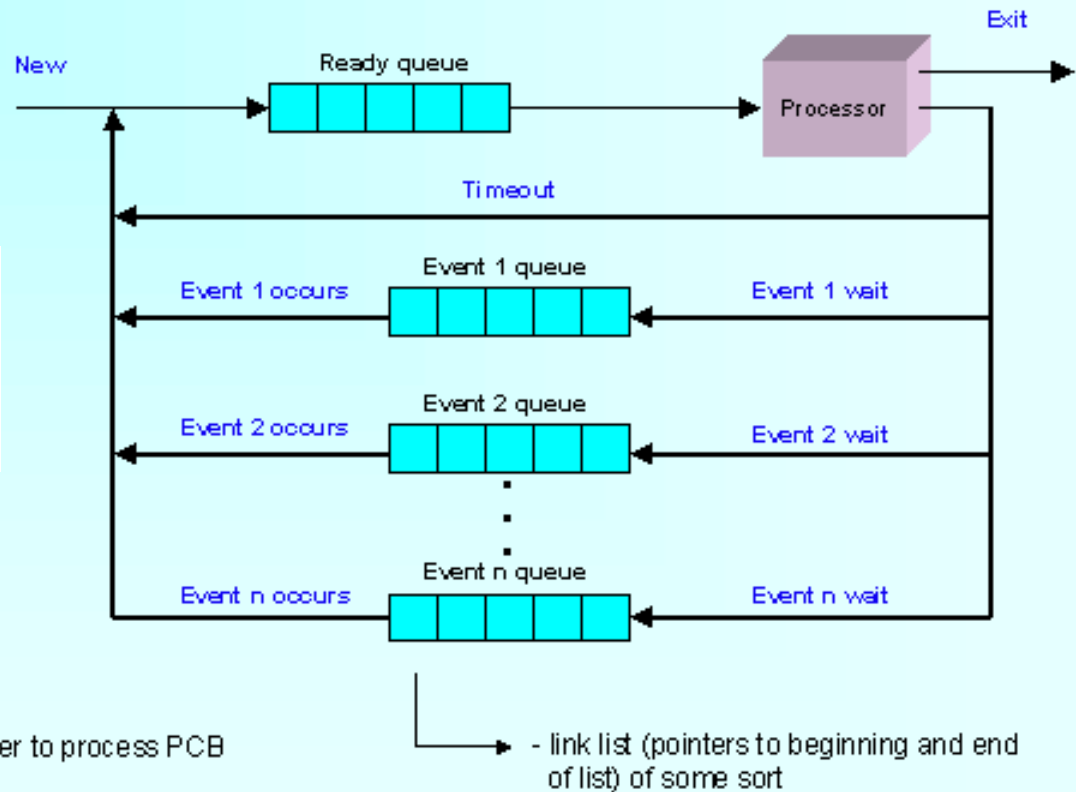 Exit
New
Ready queue
Processor
Timeout
Event 1 queue
Event 1 occurs
Event 1 wait
Event 2 queue
Event 2 occurs
Event 2 wait
Event n queue
Event n occurs
Event n wait
to process PCB
- link list (pointers to beginning and end
of list) of some sort